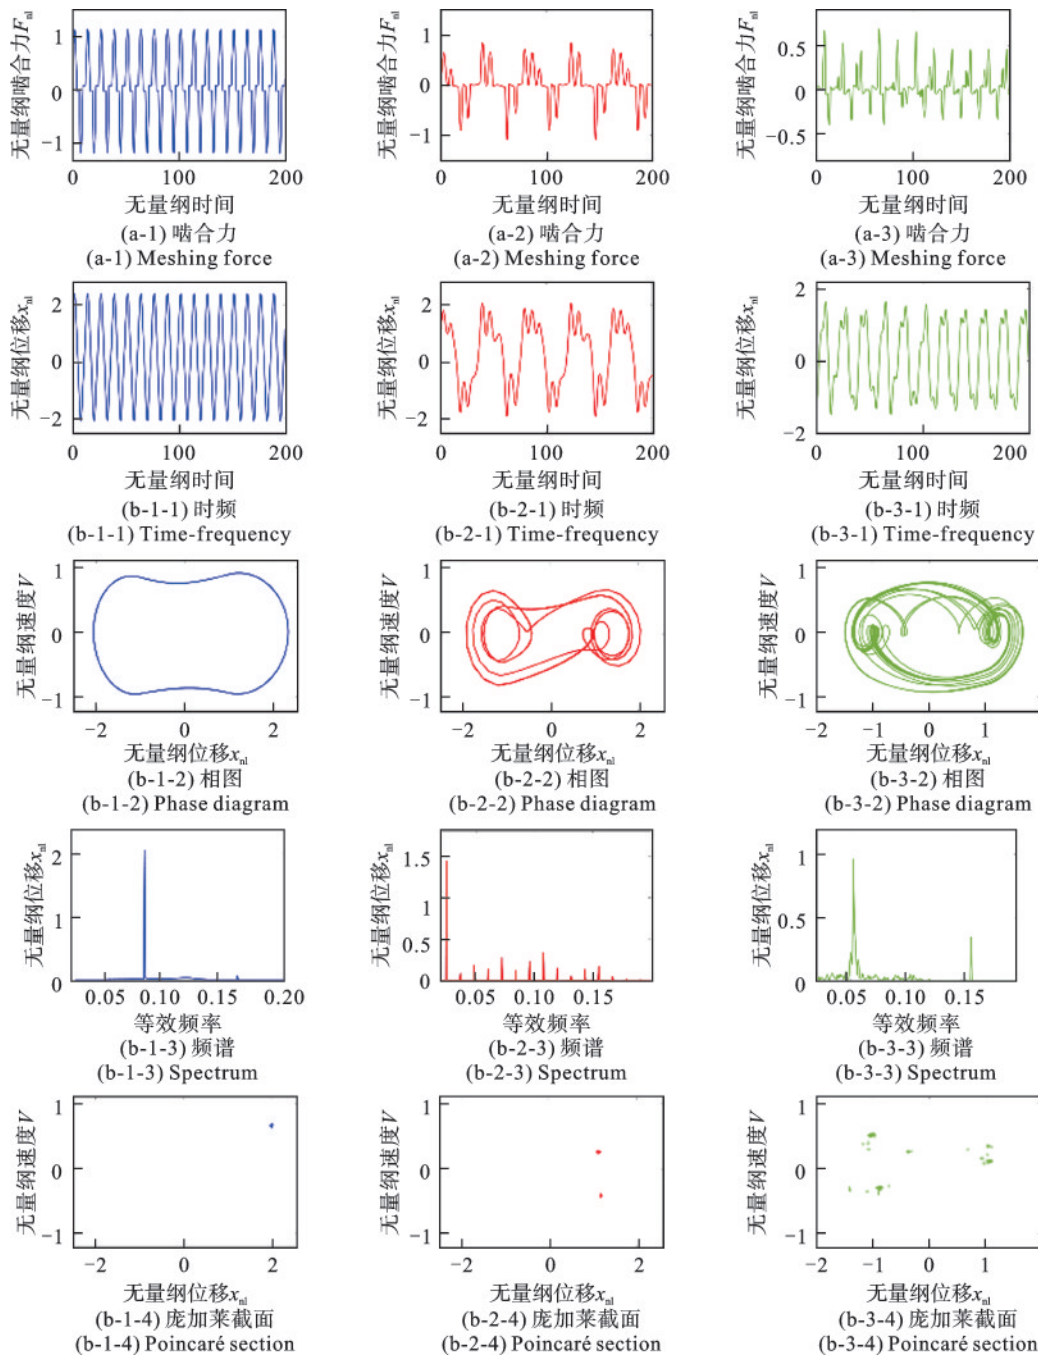 无量纲啮合力Fnl
1
0
−1
0
100
200
无量纲时间
(a-1) 啮合力
(a-1) Meshing force
无量纲啮合力Fnl
1
0
−1
0
100
200
无量纲时间
(a-2) 啮合力
(a-2) Meshing force
无量纲啮合力Fnl
0.5
0
−0.5
0
100
200
无量纲时间
(a-3) 啮合力
(a-3) Meshing force
无量纲位移xnl
2
0
−2
0
100
200
无量纲时间
(b-1-1) 时频
(b-1-1) Time-frequency
无量纲位移xnl
2
0
−2
0
100
200
无量纲时间
(b-2-1) 时频
(b-2-1) Time-frequency
无量纲位移xnl
2
0
−2
0
100
200
无量纲时间
(b-3-1) 时频
(b-3-1) Time-frequency
无量纲速度V
1
0
−1
−2
0
2
无量纲位移xnl
(b-1-2) 相图
(b-1-2) Phase diagram
无量纲速度V
1
0
−1
−2
0
2
无量纲位移xnl
(b-2-2) 相图
(b-2-2) Phase diagram
无量纲速度V
1
0
−1
−2
−1
0
1
无量纲位移xnl
(b-3-2) 相图
(b-3-2) Phase diagram
无量纲位移xnl
2
1
0
0.05
0.10
0.15
0.20
等效频率
(b-1-3) 频谱
(b-1-3) Spectrum
无量纲位移xnl
1.5
0.5
0
0.05
0.10
0.15
等效频率
(b-2-3) 频谱
(b-2-3) Spectrum
无量纲位移xnl
1
0.5
0
0.05
0.10
0.15
等效频率
(b-3-3) 频谱
(b-3-3) Spectrum
无量纲速度V
1
0
−1
−2
0
2
无量纲位移xnl
(b-1-4) 庞加莱截面
(b-1-4) Poincaré section
无量纲速度V
1
0
−1
−2
0
2
无量纲位移xnl
(b-2-4) 庞加莱截面
(b-2-4) Poincaré section
无量纲速度V
1
0
−1
−2
−1
0
1
无量纲位移xnl
(b-3-4) 庞加莱截面
(b-3-4) Poincaré section